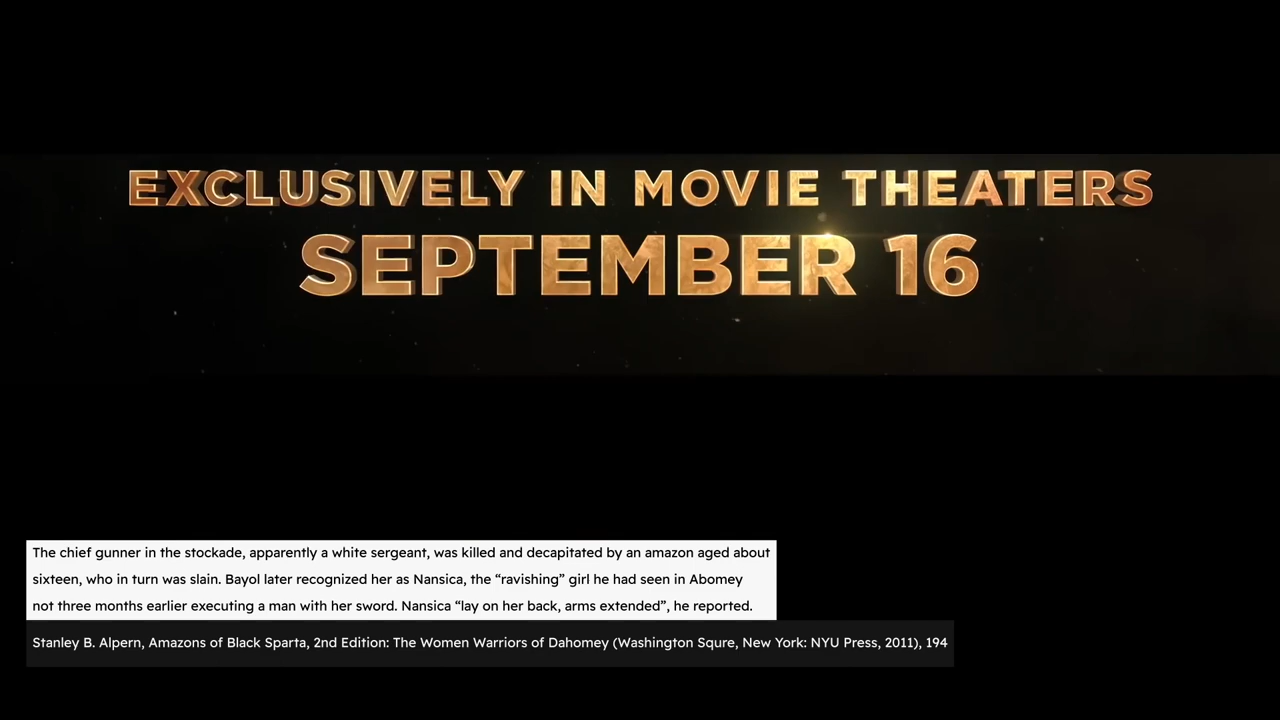 EXCLUSIVELY IN MOVIE THEATERS
SEPTEMBER 16
The chief gunner in the stockade, apparently a white sergeant, was killed and decapitated by an amazon aged about
sixteen, who in turn was slain. Bayol later recognized her as Nansica, the “ravishing” girl he had seen in Abomey
not three months earlier executing a man with her sword. Nansica “lay on her back, arms extended”, he reported.
Stanley B. Alpern, Amazons of Black Sparta, 2nd Edition: The Women Warriors of Dahomey (Washington Squre, New York: NYU Press, 2011), 194